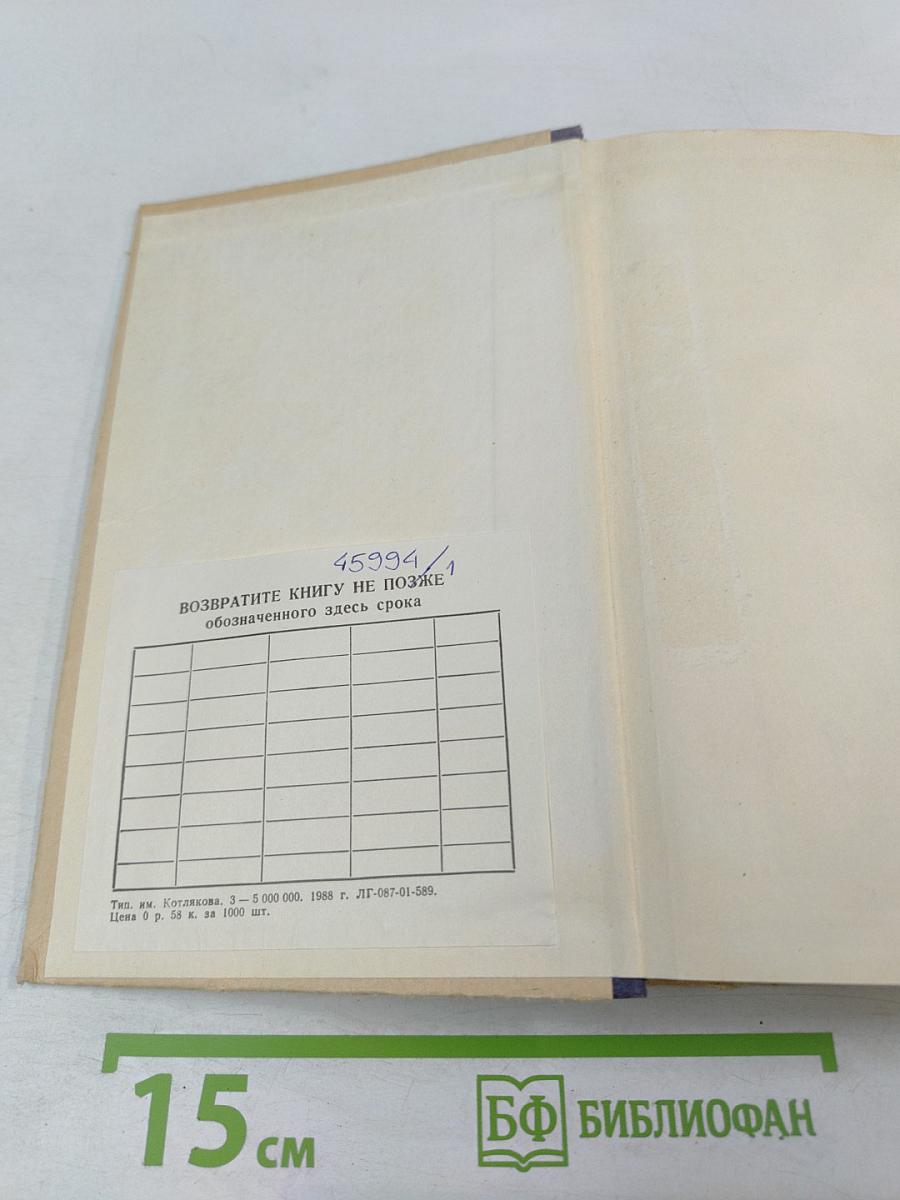 45994/1
ВОЗВРАТИТЕ КНИГУ НЕ ПОЗЖЕ
обозначенного здесь срока
Тип. им. Котлякова. 3 — 5 000 000. 1988 г. ЛГ-087-01-589.
Цена 0 р. 58 к. за 1000 шт.
15 см
БФ БИБЛИОФАН